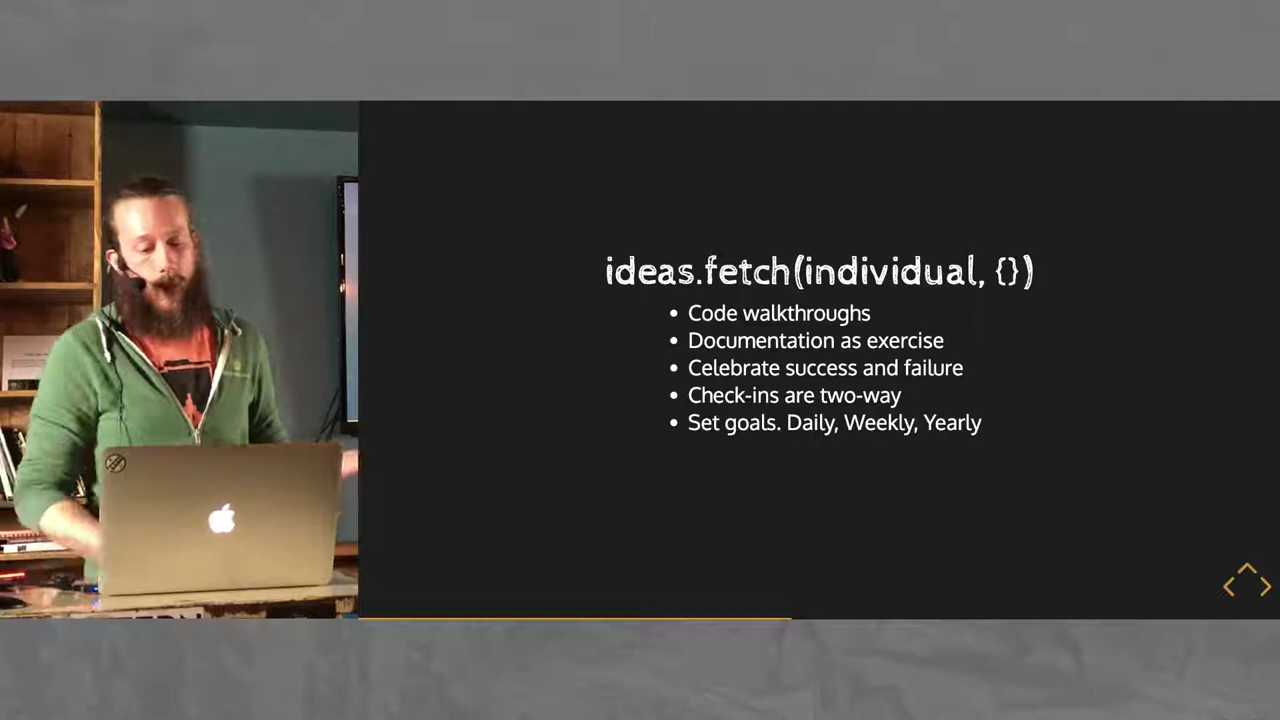 ideas.fetch(individual, {})
Code walkthroughs
Documentation as exercise
Celebrate success and failure
Check-ins are two-way
Set goals. Daily, Weekly, Yearly